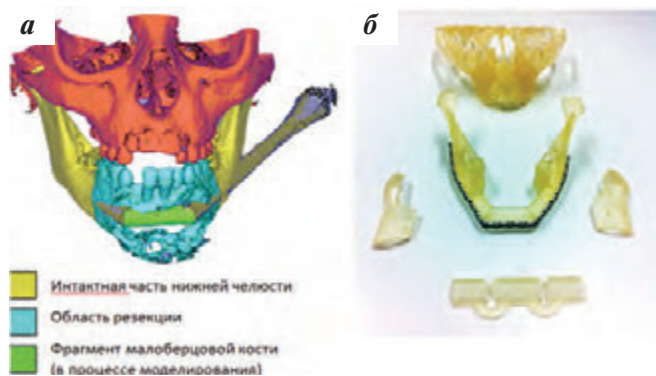 а
б
Интактная часть нижней челюсти
Область резекции
Фрагмент малоберцовой кости
(в процессе моделирования)